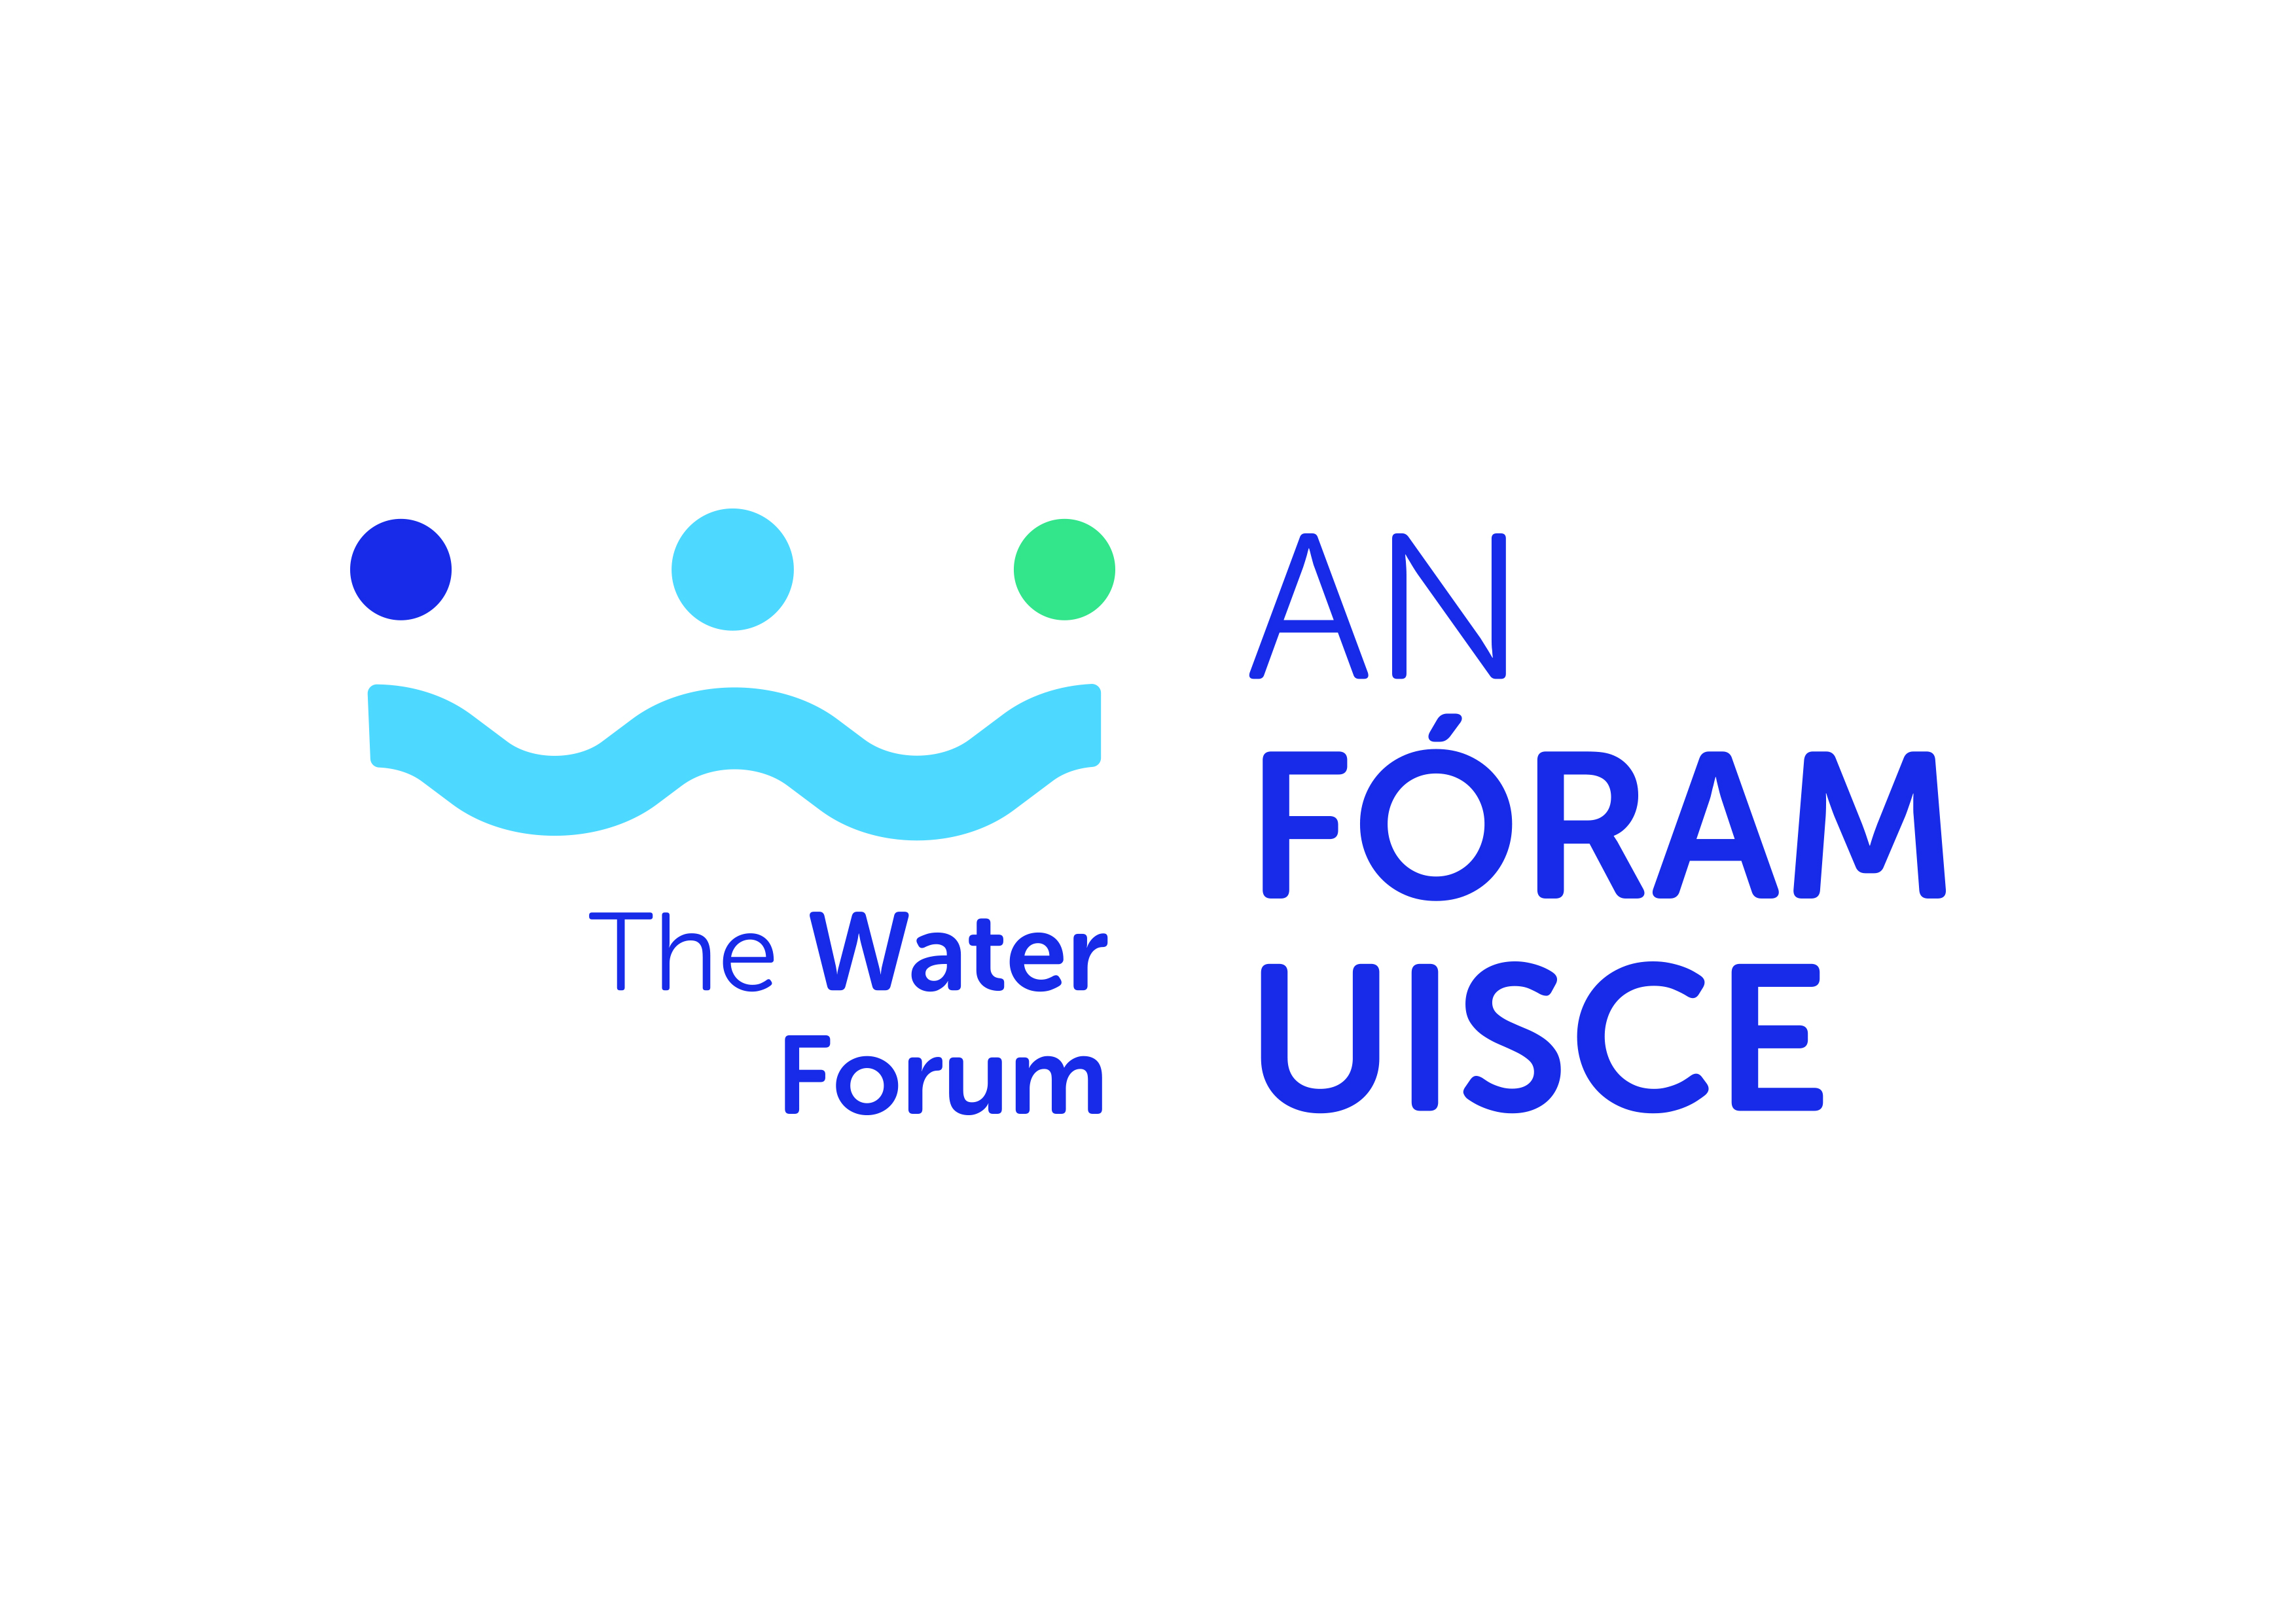 The Water
Forum
AN
FÓRAM
UISCE